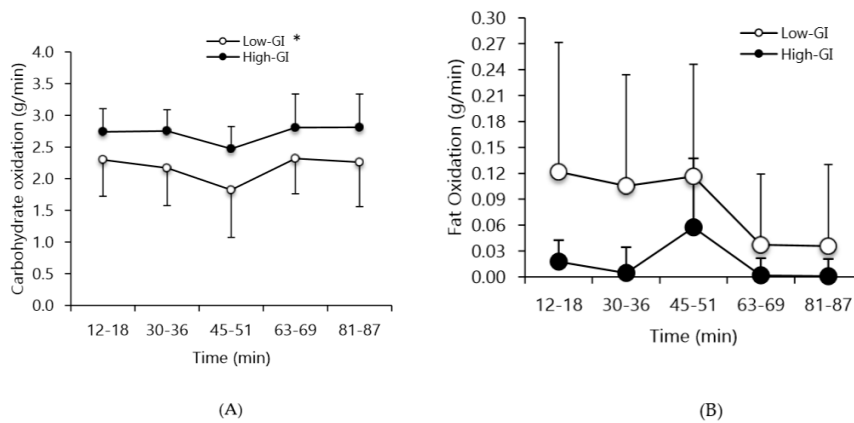 Low-GI *
High-GI
Carbohydrate oxidation (g/min)
4.0
3.5
3.0
2.5
2.0
1.5
1.0
0.5
0.0
12-18 30-36 45-51 63-69 81-87
Time (min)
(A)
Low-GI
High-GI
Fat Oxidation (g/min)
0.30
0.27
0.24
0.21
0.18
0.15
0.12
0.09
0.06
0.03
0.00
12-18 30-36 45-51 63-69 81-87
Time (min)
(B)